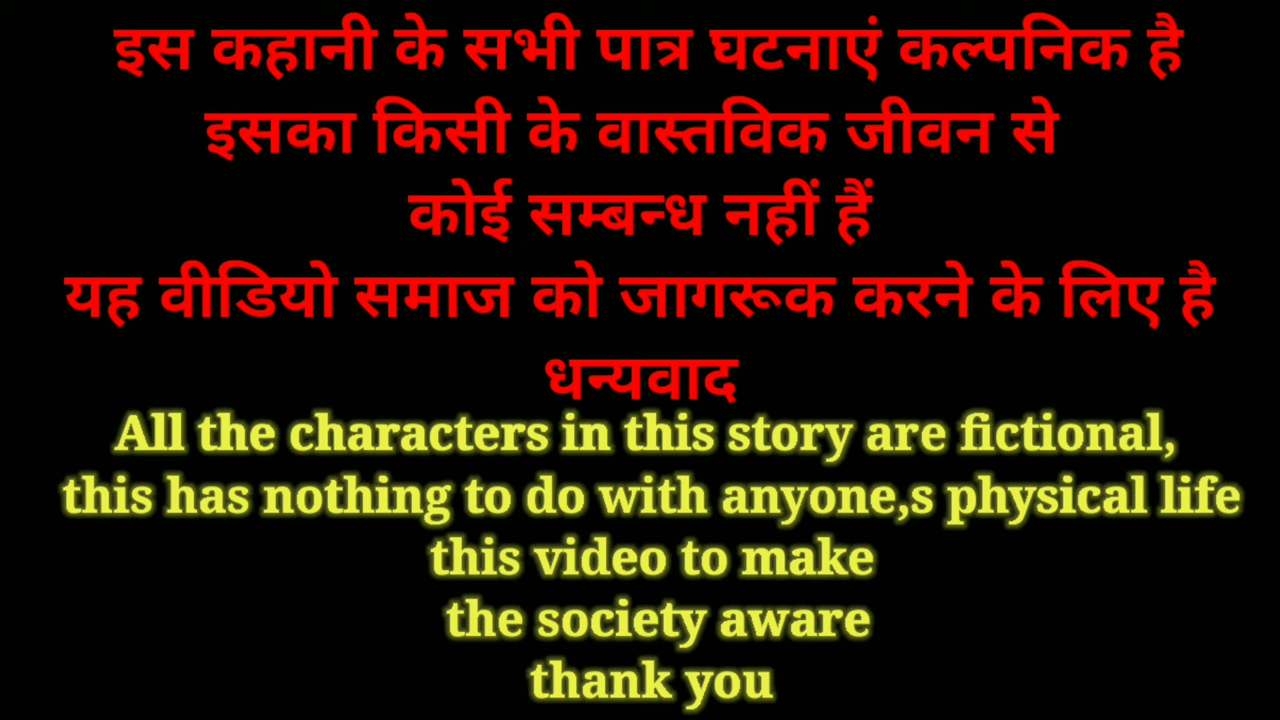 इस कहानी के सभी पात्र घटनाएं कल्पनिक है
इसका किसी के वास्तविक जीवन से
कोई सम्बन्ध नहीं हैं
यह वीडियो समाज को जागरूक करने के लिए है
धन्यवाद
All the characters in this story are fictional,
this has nothing to do with anyone,s physical life
this video to make
the society aware
thank you